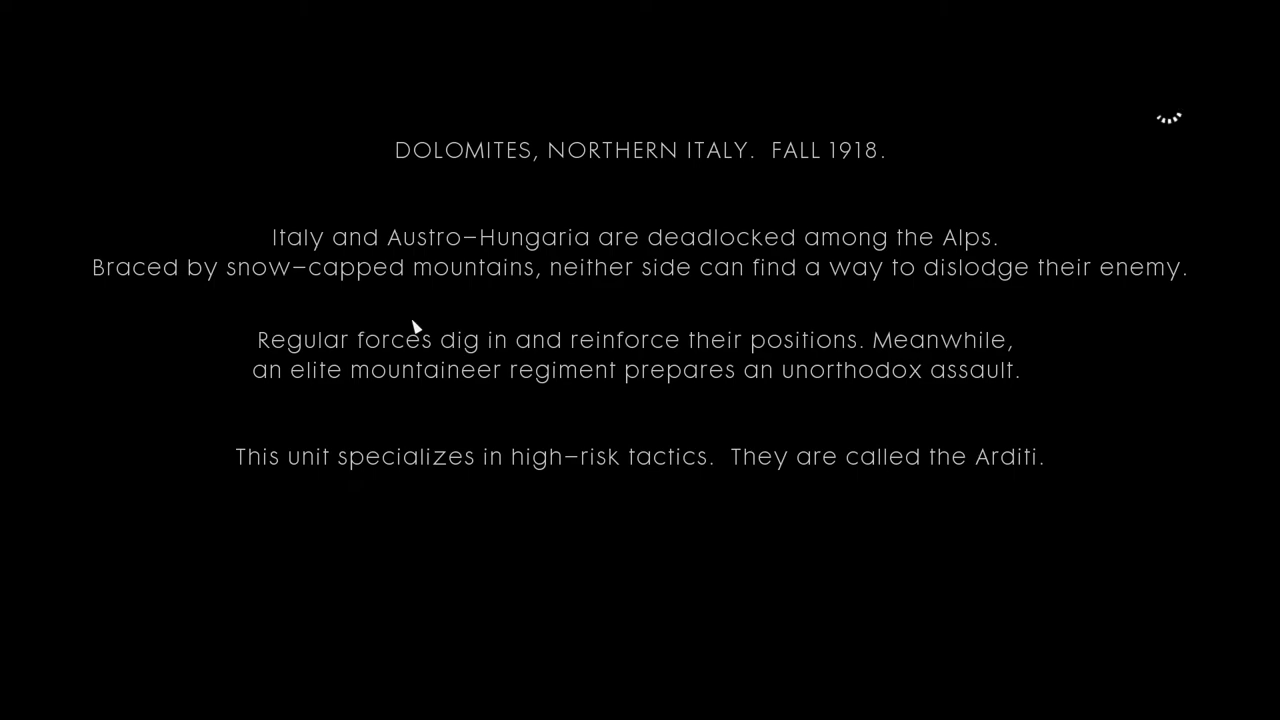 DOLOMITES, NORTHERN ITALY.  FALL 1918.
Italy and Austro-Hungaria are deadlocked among the Alps.
Braced by snow-capped mountains, neither side can find a way to dislodge their enemy.
Regular forces dig in and reinforce their positions. Meanwhile,
an elite mountaineer regiment prepares an unorthodox assault.
This unit specializes in high-risk tactics.  They are called the Arditi.